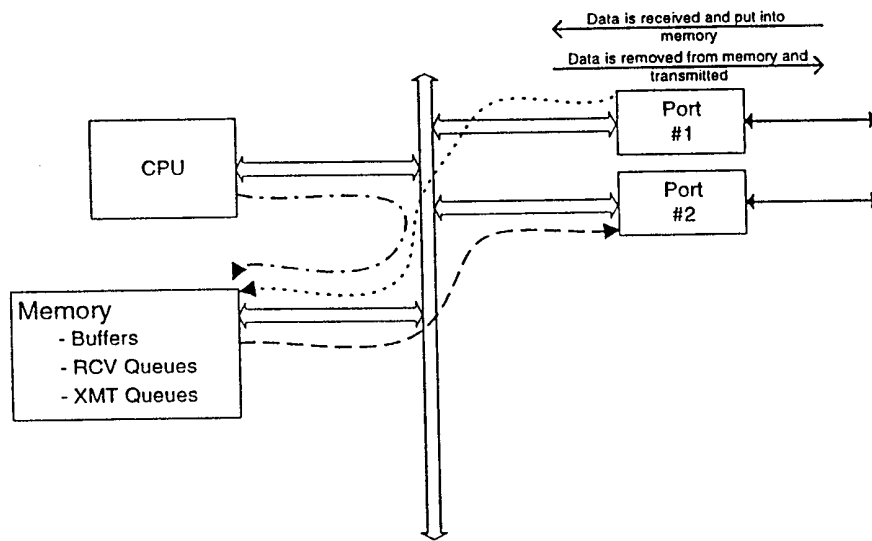 Data is received and put into
memory
Data is removed from memory and
transmitted
Port
#1
CPU
Port
#2
Memory
- Buffers
- RCV Queues
- XMT Queues